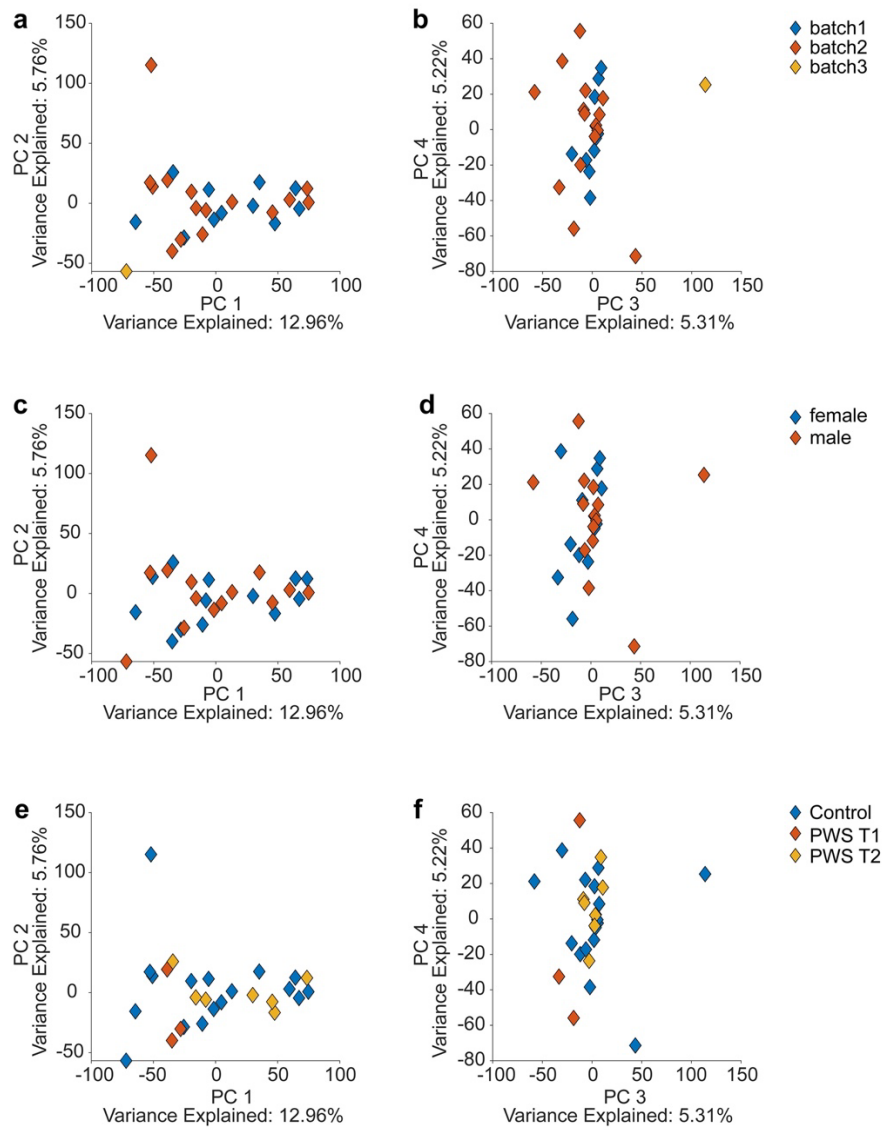 a
150
100
50
0
-50
PC 2
Variance Explained: 5.76%
-100 -50 0 50 100
PC 1
Variance Explained: 12.96%
b
60
40
20
0
-20
-40
-60
-80
PC 4
Variance Explained: 5.22%
-100 -50 0 50 100 150
PC 3
Variance Explained: 5.31%
batch1
batch2
batch3
c
150
100
50
0
-50
PC 2
Variance Explained: 5.76%
-100 -50 0 50 100
PC 1
Variance Explained: 12.96%
d
60
40
20
0
-20
-40
-60
-80
PC 4
Variance Explained: 5.22%
-100 -50 0 50 100 150
PC 3
Variance Explained: 5.31%
female
male
e
150
100
50
0
-50
PC 2
Variance Explained: 5.76%
-100 -50 0 50 100
PC 1
Variance Explained: 12.96%
f
60
40
20
0
-20
-40
-60
-80
PC 4
Variance Explained: 5.22%
-100 -50 0 50 100 150
PC 3
Variance Explained: 5.31%
Control
PWS T1
PWS T2